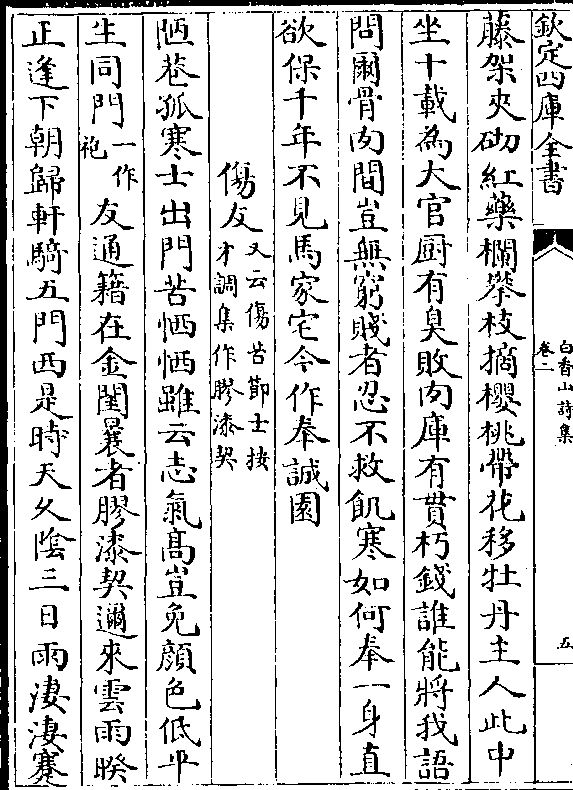 欽定四庫全書
白香山詩集
卷二
五
藤架夾砌紅藥欄攀枝摘櫻桃帶花移牡丹主人此中
坐十載為大官厨有臭敗肉庫有貫朽錢誰能將我語
問爾骨肉間豈無窮賤者忍不救飢寒如何奉一身直
欲保千年不見馬家宅今作奉誠園
傷友又云傷苦節士按
才調集作膠漆契
陋巷孤寒士出門苦恓恓雖云志氣高豈免顔色低平
生同門一作
袍友通籍在金閨曩者膠漆契邇來雲雨睽
正逢下朝歸軒騎五門西是時天久陰三日雨淒淒蹇